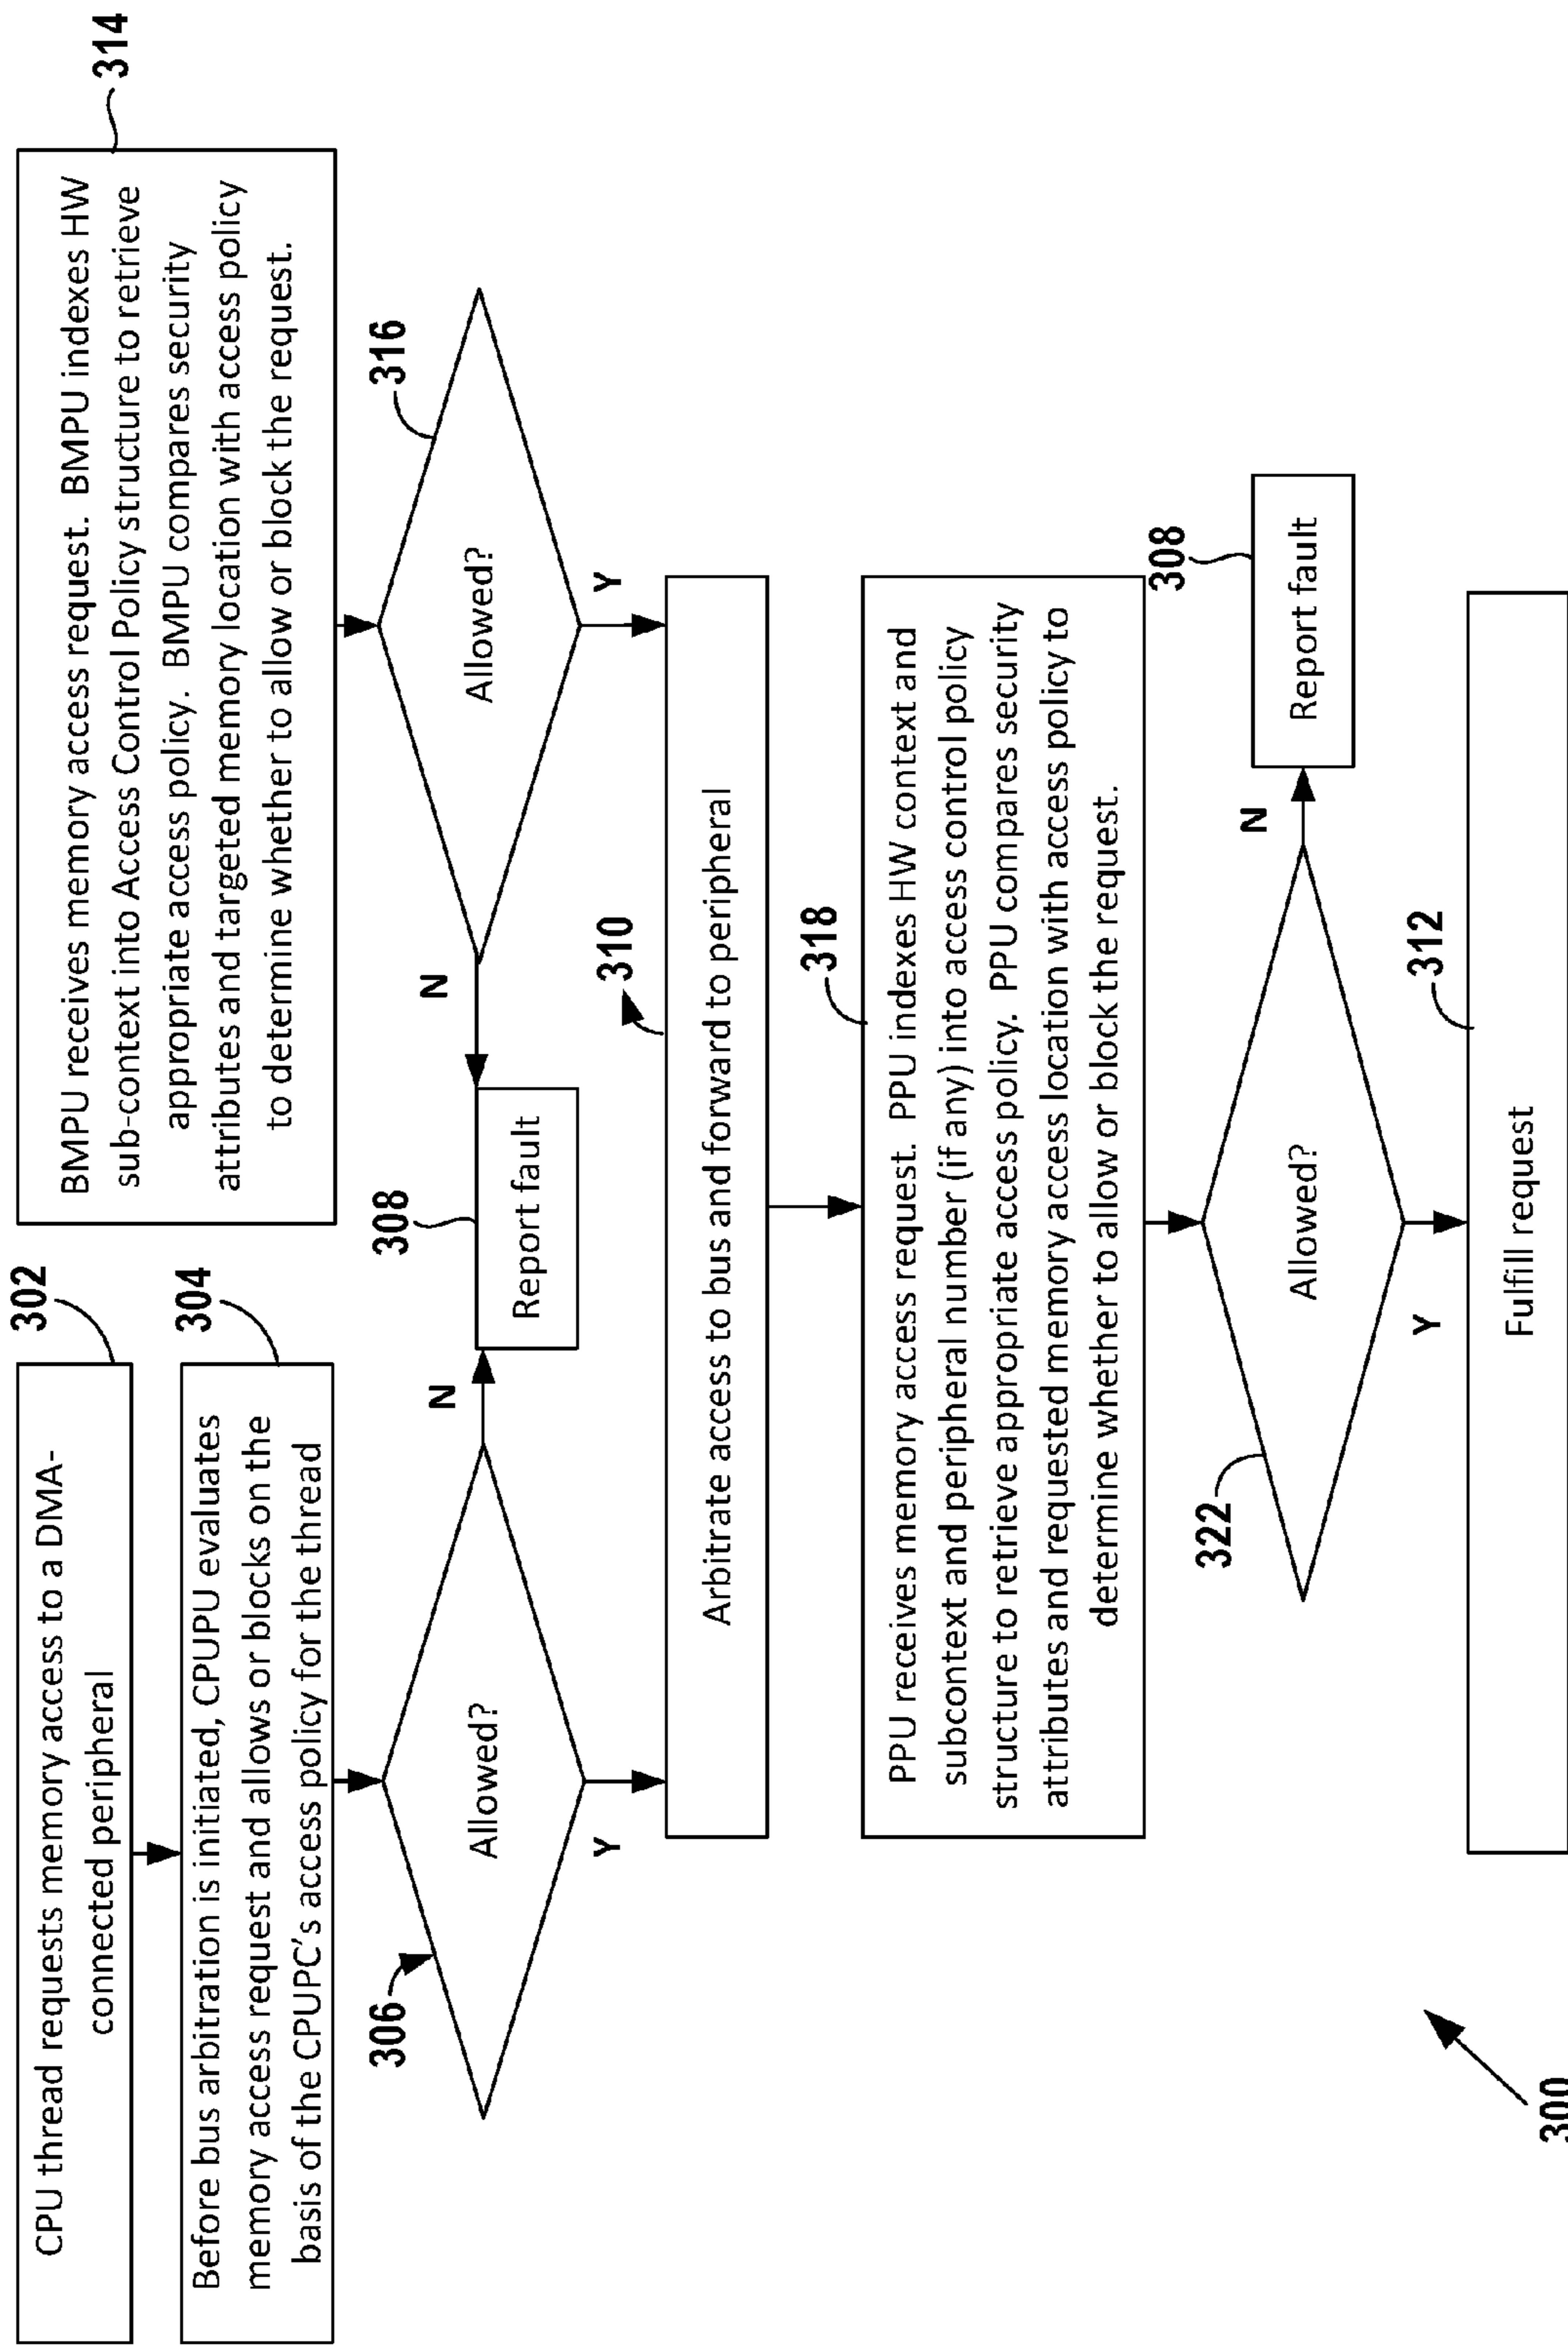 302
CPU thread requests memory access to a DMA-
connected peripheral
304
Before bus arbitration is initiated, CPUPU evaluates
memory access request and allows or blocks on the
basis of the CPUPC's access policy for the thread
306
Allowed?
N
Y
308
Report fault
314
BMPU receives memory access request. BMPU indexes HW
sub-context into Access Control Policy structure to retrieve
appropriate access policy. BMPU compares security
attributes and targeted memory location with access policy
to determine whether to allow or block the request.
316
Allowed?
N
Y
310
Arbitrate access to bus and forward to peripheral
318
PPU receives memory access request. PPU indexes HW context and
subcontext and peripheral number (if any) into access control policy
structure to retrieve appropriate access policy. PPU compares security
attributes and requested memory access location with access policy to
determine whether to allow or block the request.
322
Allowed?
N
308
Report fault
Y
312
Fulfill request
300